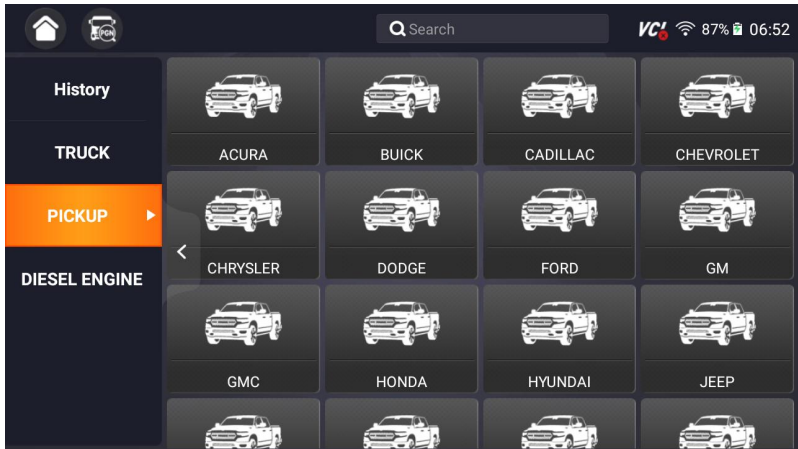 PGN
Search
VCI
87%
06:52
History
TRUCK
PICKUP
DIESEL ENGINE
ACURA
BUICK
CADILLAC
CHEVROLET
CHRYSLER
DODGE
FORD
GM
GMC
HONDA
HYUNDAI
JEEP